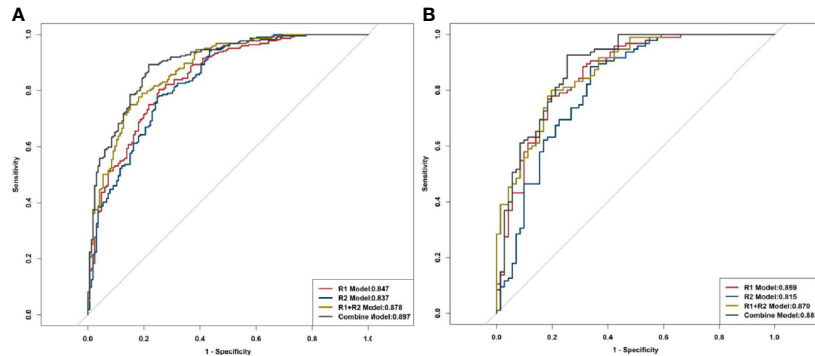 A
1.0
0.8
0.6
0.4
0.2
0.0
Sensitivity
R1 Model:0.847
R2 Model:0.837
R1+R2 Model:0.878
Combine Model:0.897
0.0 0.2 0.4 0.6 0.8 1.0
1 - Specificity
B
1.0
0.8
0.6
0.4
0.2
0.0
Sensitivity
R1 Model:0.859
R2 Model:0.815
R1+R2 Model:0.870
Combine Model:0.88
0.0 0.2 0.4 0.6 0.8 1.0
1 - Specificity